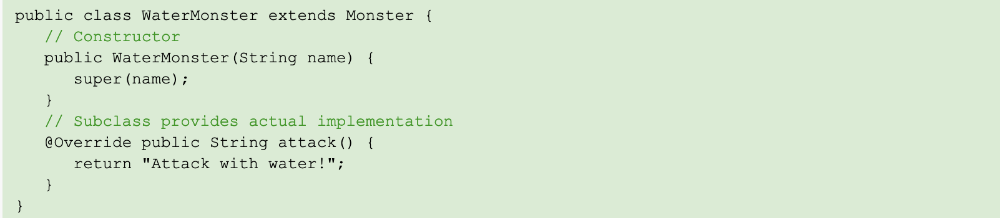 public class WaterMonster extends Monster {
   // Constructor
   public WaterMonster(String name) {
      super(name);
   }
   // Subclass provides actual implementation
   @Override public String attack() {
      return "Attack with water!";
   }
}